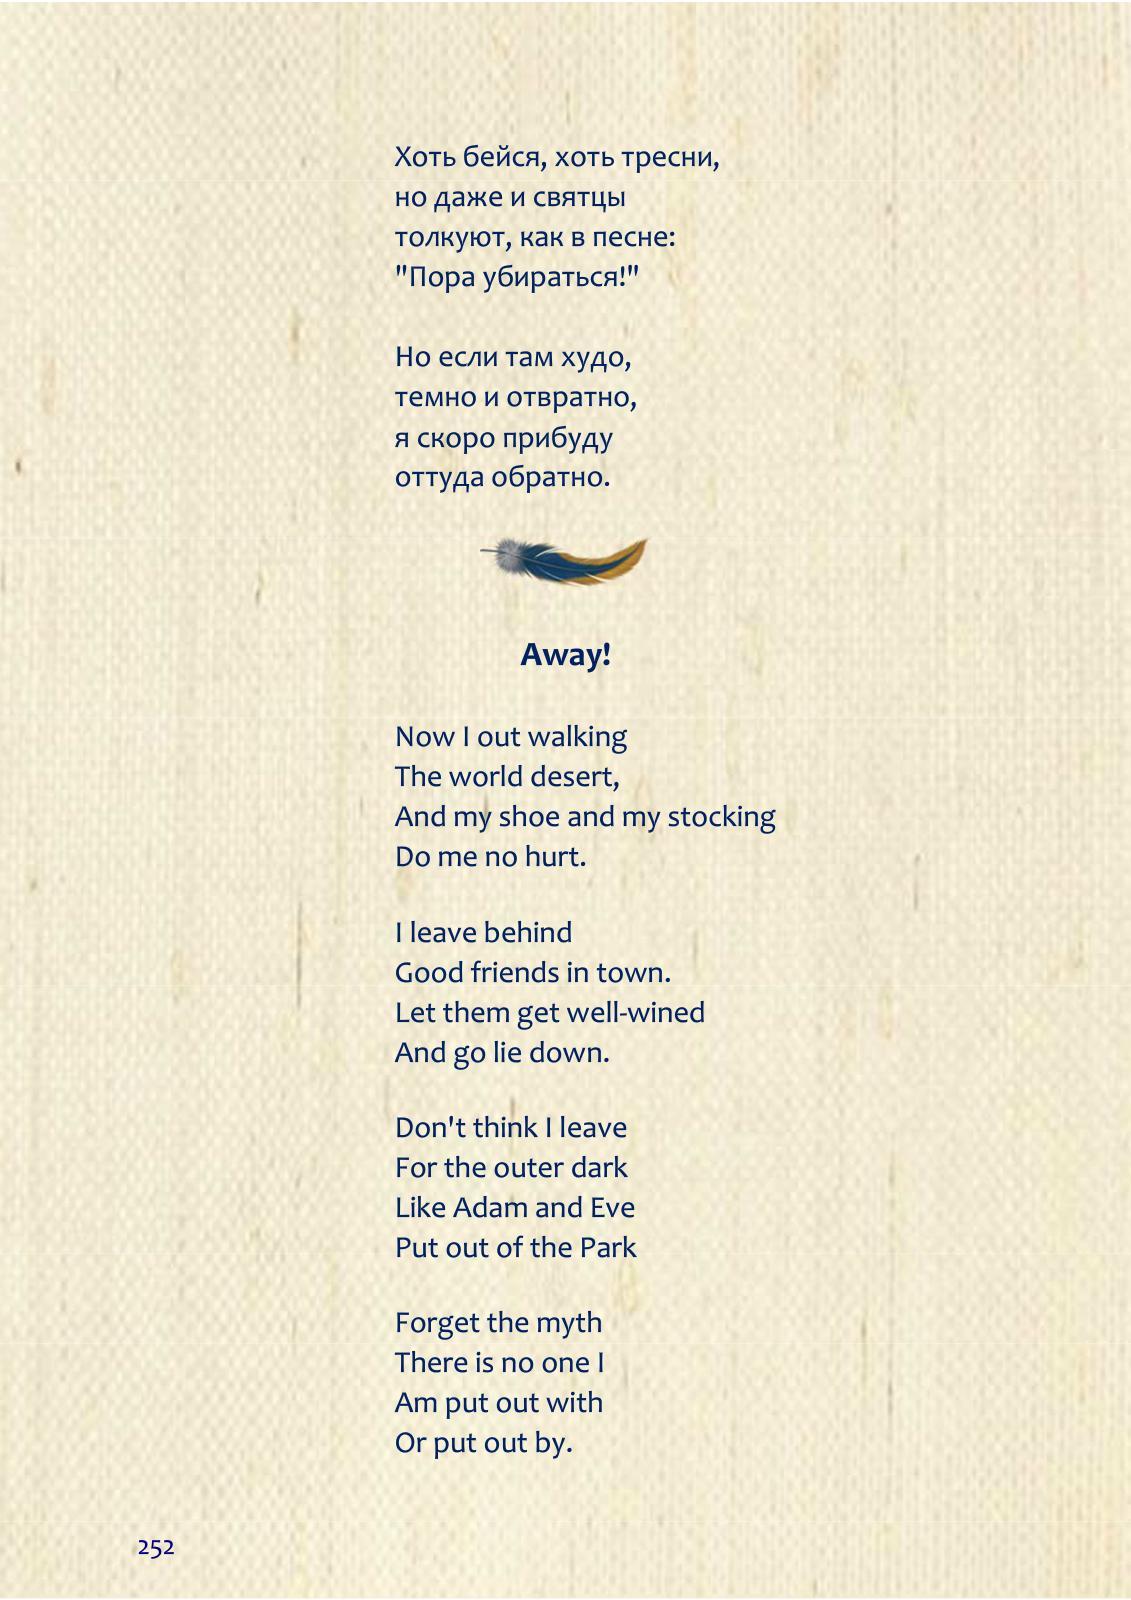 Хоть бейся, хоть тресни,
но даже и святцы
толкуют, как в песне:
"Пора убираться!"
Но если там худо,
темно и отвратно,
я скоро прибуду
оттуда обратно.
Away!
Now I out walking
The world desert,
And my shoe and my stocking
Do me no hurt.
I leave behind
Good friends in town.
Let them get well-wined
And go lie down.
Don't think I leave
For the outer dark
Like Adam and Eve
Put out of the Park
Forget the myth
There is no one I
Am put out with
Or put out by.
252